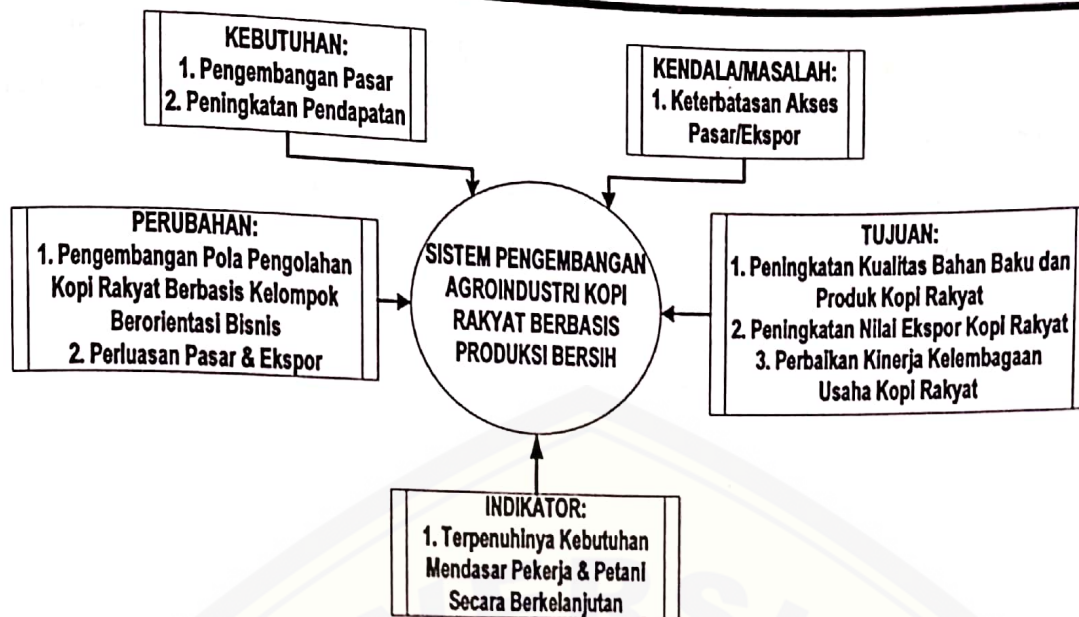 KEBUTUHAN:
1. Pengembangan Pasar
2. Peningkatan Pendapatan
KENDALA/MASALAH:
1. Keterbatasan Akses
Pasar/Ekspor
PERUBAHAN:
1. Pengembangan Pola Pengolahan
Kopi Rakyat Berbasis Kelompok
Berorientasi Bisnis
2. Perluasan Pasar & Ekspor
SISTEM PENGEMBANGAN
AGROINDUSTRI KOPI
RAKYAT BERBASIS
PRODUKSI BERSIH
TUJUAN:
1. Peningkatan Kualitas Bahan Baku dan
Produk Kopi Rakyat
2. Peningkatan Nilai Ekspor Kopi Rakyat
3. Perbaikan Kinerja Kelembagaan
Usaha Kopi Rakyat
INDIKATOR:
1. Terpenuhinya Kebutuhan
Mendasar Pekerja & Petani
Secara Berkelanjutan